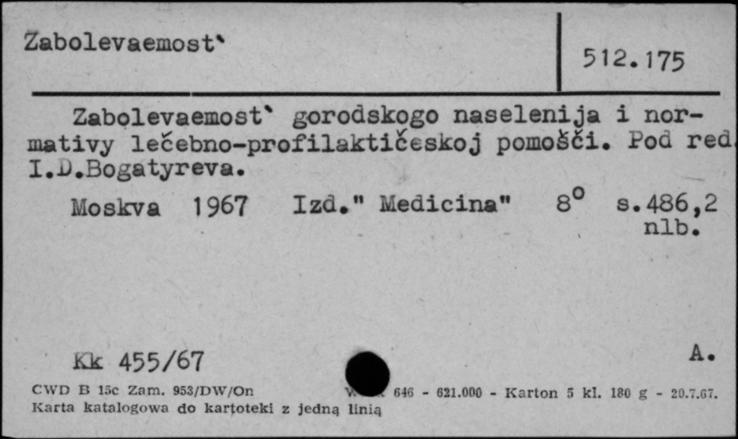 Zabolevaemost`
512.175
Zabolevaemost` gorodskogo naselenija i nor-
mativy lečebno-profilaktičeskoj pomošči. Pod red.
I.D.Bogatyreva.
Moskva 1967 Izd." Medicina" 8° s.486,2
nlb.
Kk 455/67
A.
CWD B 15c Zam. 953/DW/On 646 - 621.000 - Karton 5 kl. 180 g - 20.7.67.
Karta katalogowa do kartoteki z jedną linią